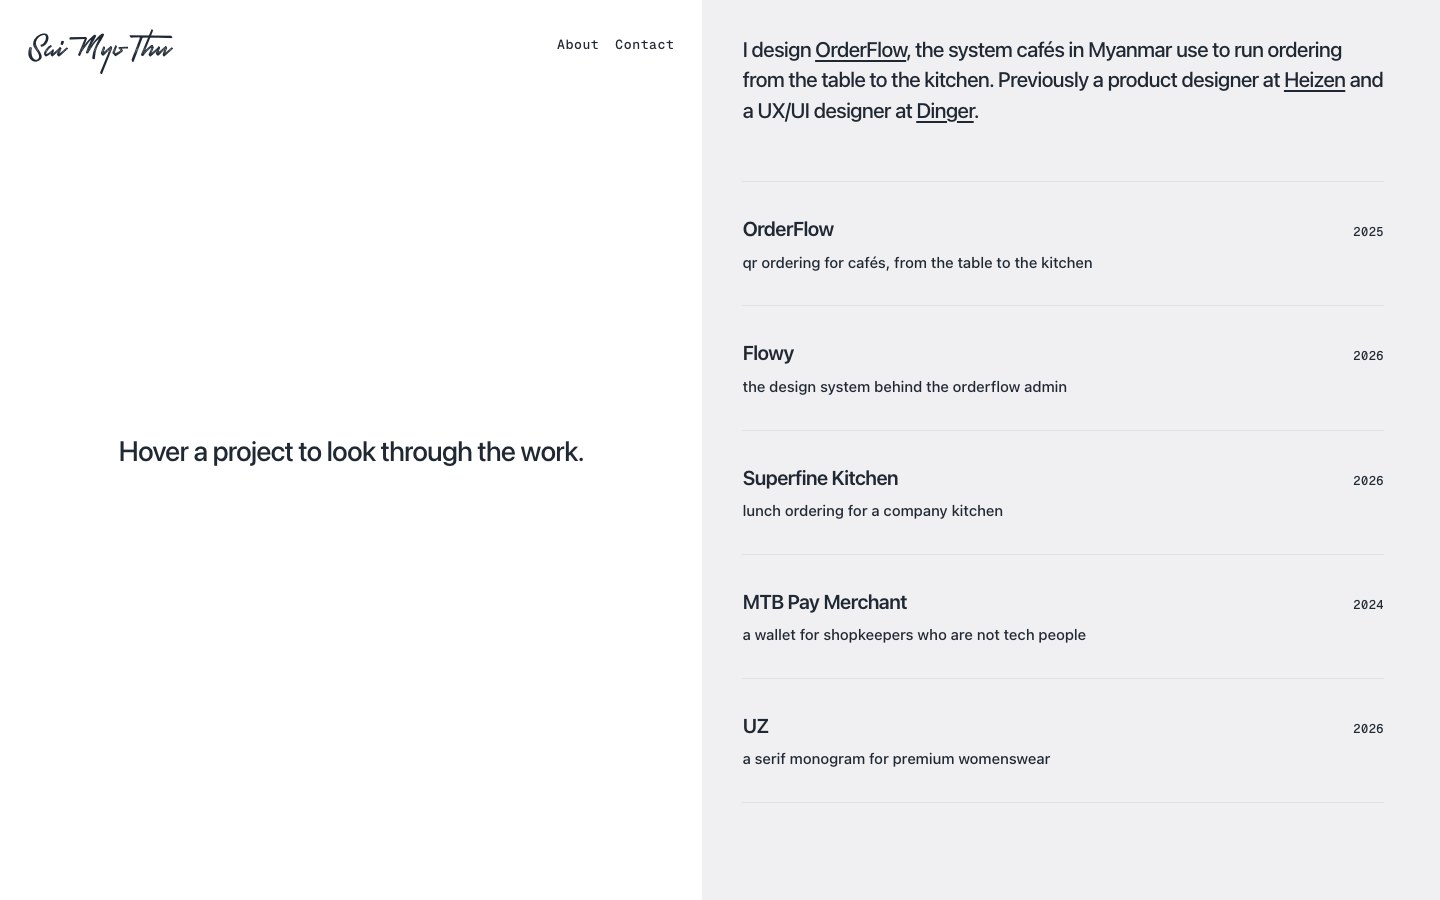 Sai Myo Thu
About Contact
Hover a project to look through the work.
I design OrderFlow, the system cafés in Myanmar use to run ordering
from the table to the kitchen. Previously a product designer at Heizen and
a UX/UI designer at Dinger.
OrderFlow 2025
qr ordering for cafés, from the table to the kitchen
Flowy 2026
the design system behind the orderflow admin
Superfine Kitchen 2026
lunch ordering for a company kitchen
MTB Pay Merchant 2024
a wallet for shopkeepers who are not tech people
UZ 2026
a serif monogram for premium womenswear